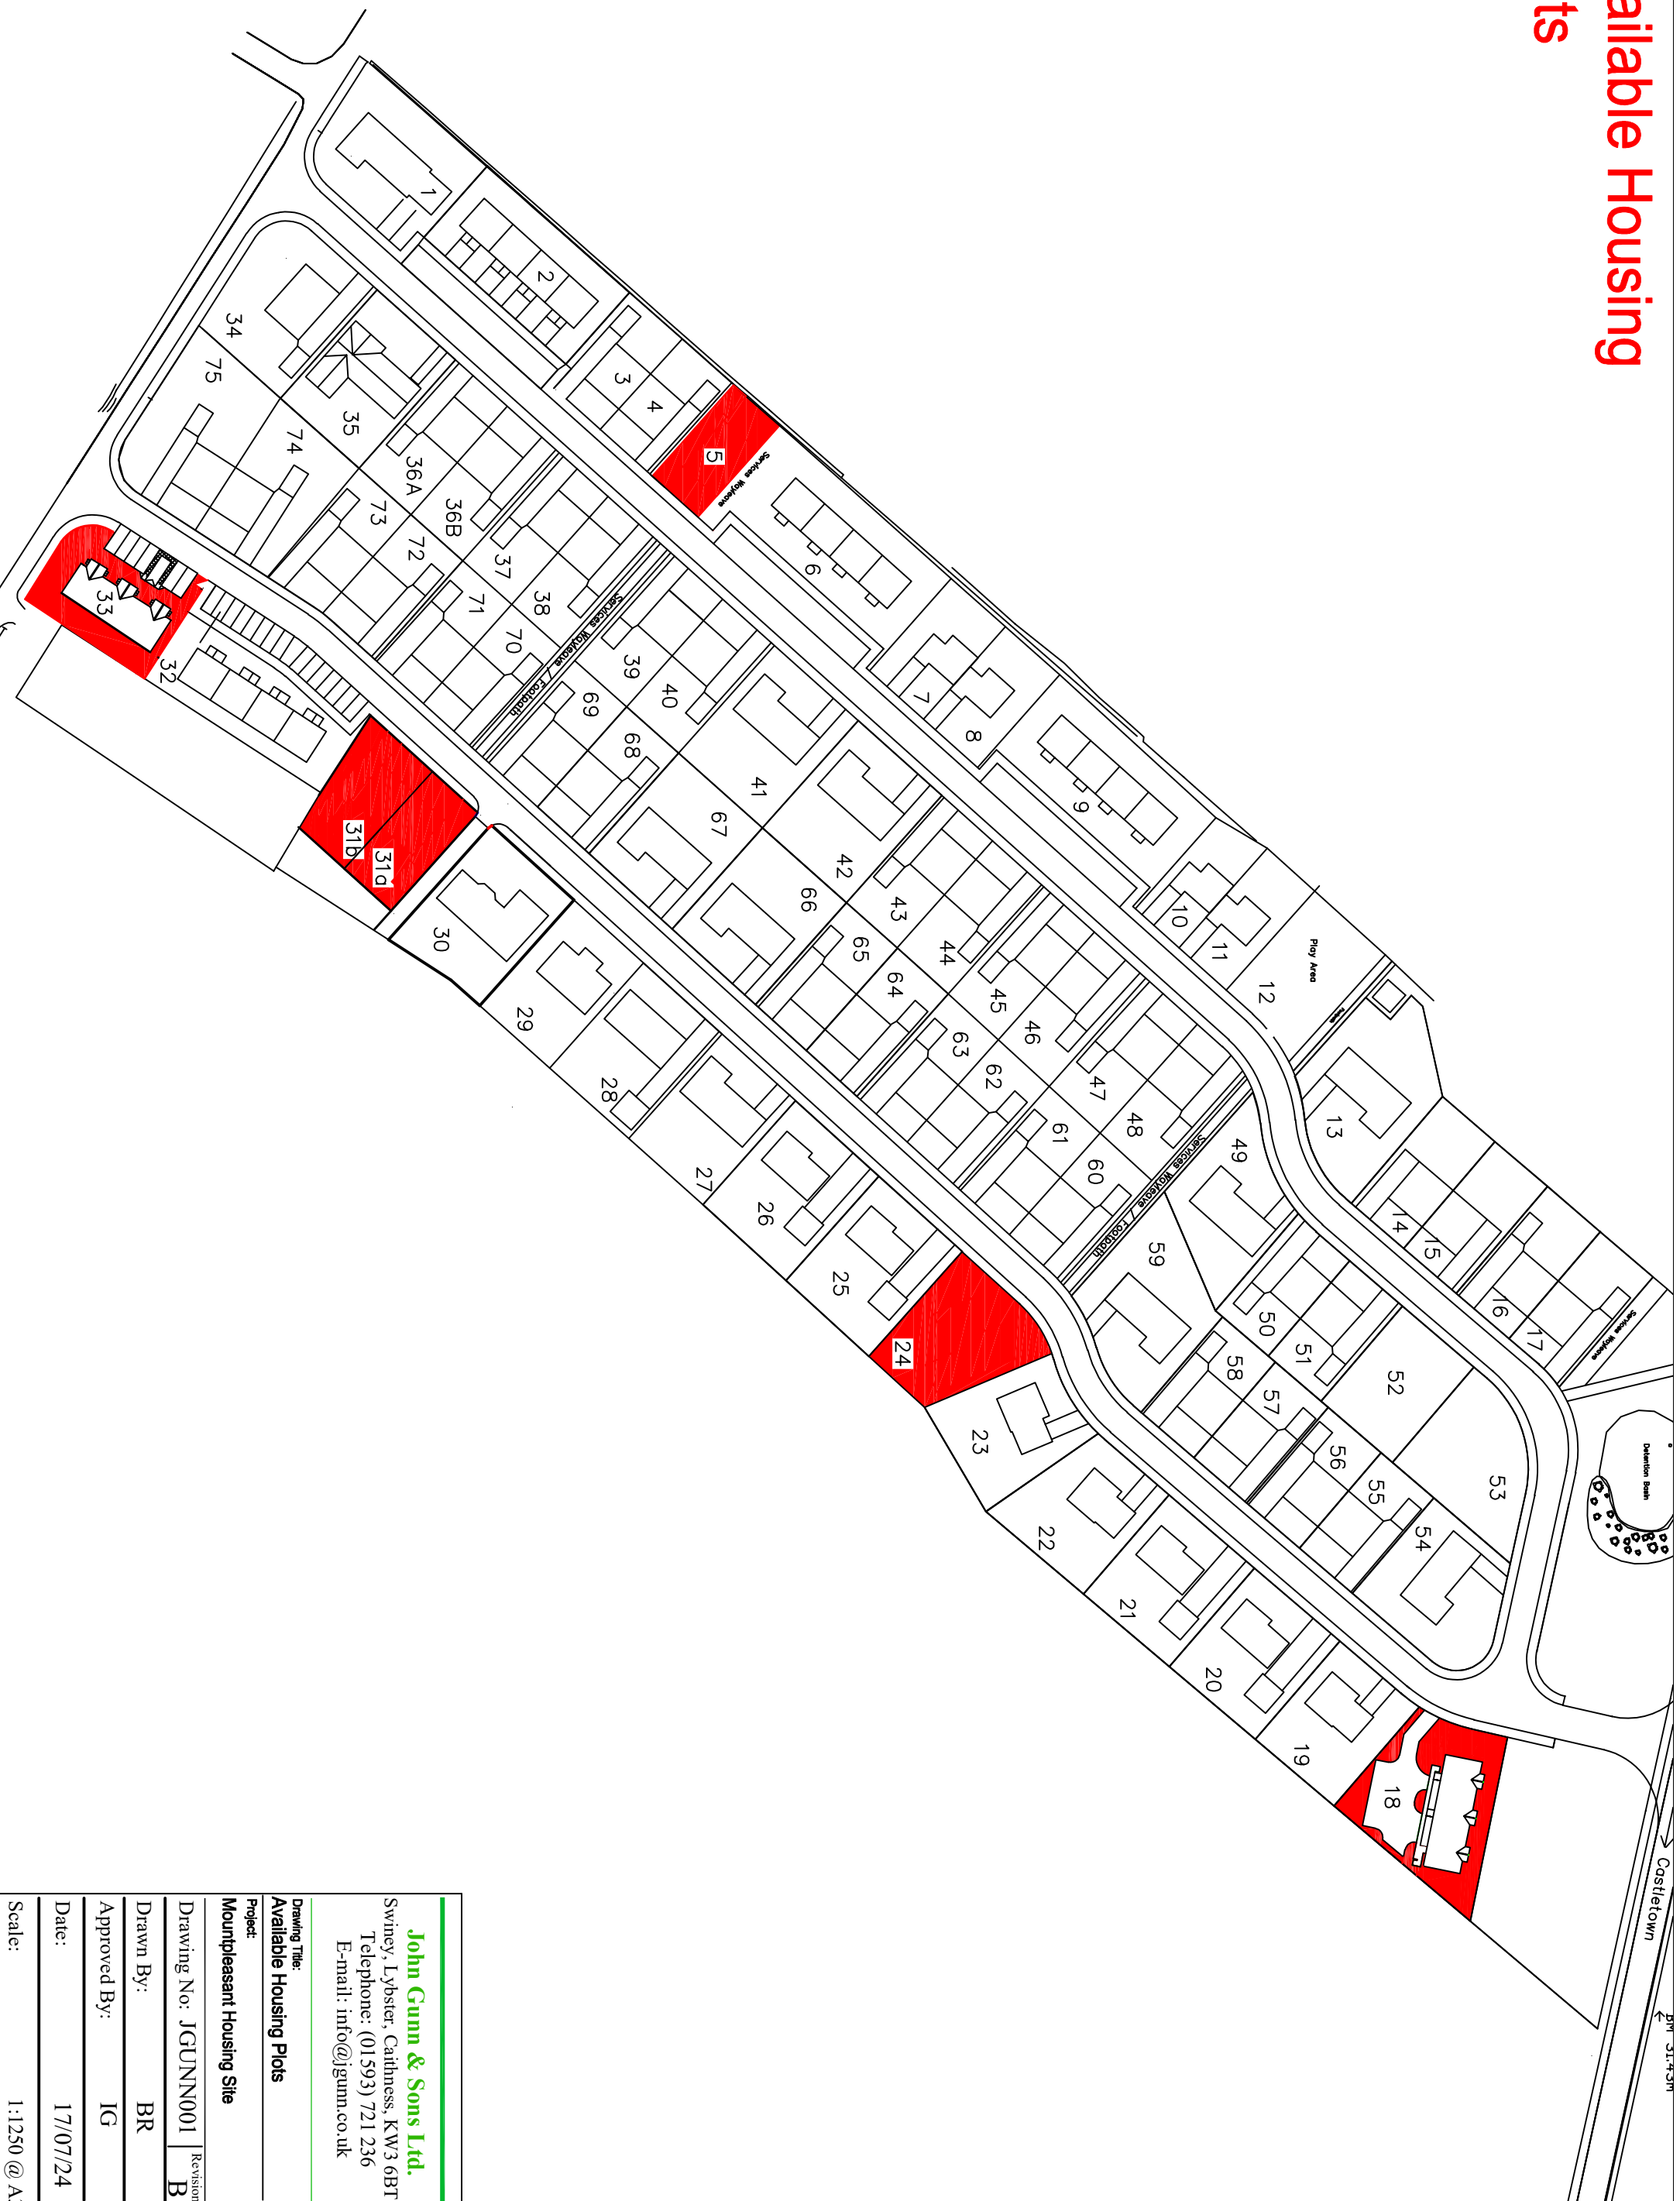 ailable Housing
ts
1
2
3
4
5
Services Wayleave
6
7
8
9
10
11
12
Play Area
13
14
15
16
17
Services Wayleave
Detention Basin
34
35
75
74
36A
36B
73
72
37
38
71
70
Services Wayleave / Footpath
39
40
69
68
41
42
67
66
43
44
65
64
45
46
63
62
47
48
61
60
Services Wayleave / Footpath
49
59
50
51
58
57
52
53
56
55
54
33
32
31b
31a
30
29
28
27
26
25
24
23
22
21
20
19
18
Castletown
BM 31.43m
John Gunn & Sons Ltd.
Swiney, Lybster, Caithness, KW3 6BT
Telephone: (01593) 721 236
E-mail: info@jgunn.co.uk
Drawing Title:
Available Housing Plots
Project:
Mountpleasant Housing Site
Drawing No: JGUNN001
Revision
B
Drawn By: BR
Approved By: IG
Date: 17/07/24
Scale: 1:1250 @ A